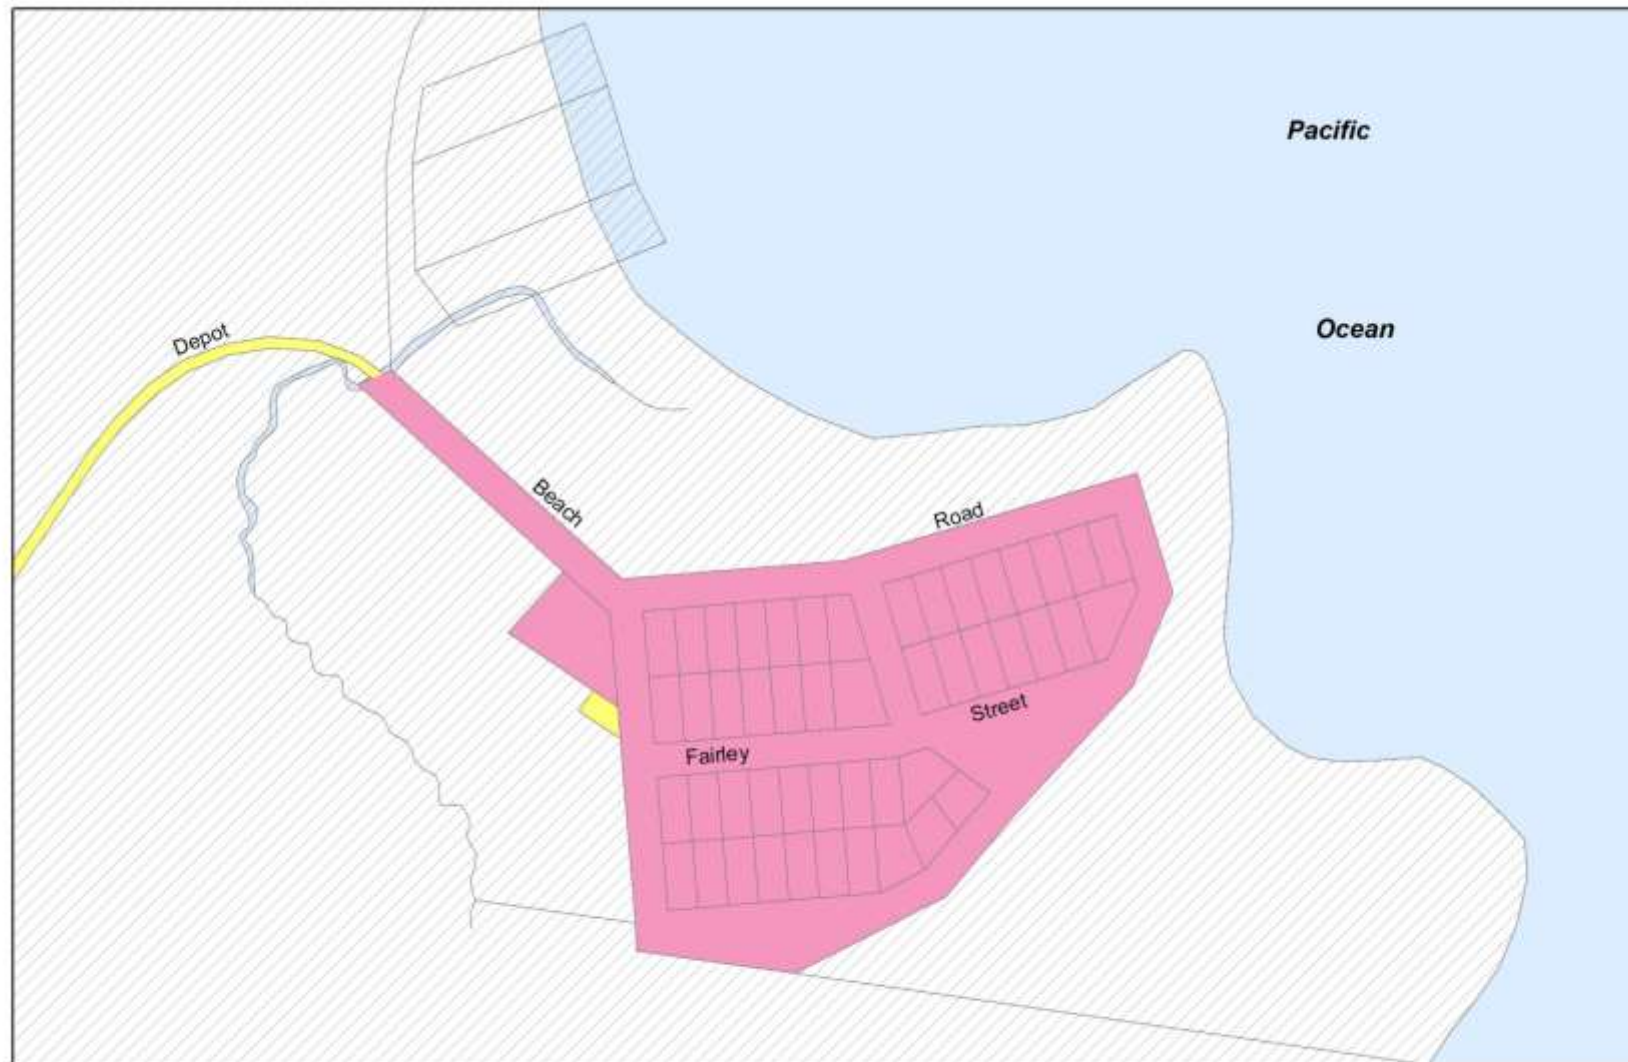 Pacific
Ocean
Depot
Beach
Road
Street
Fairley